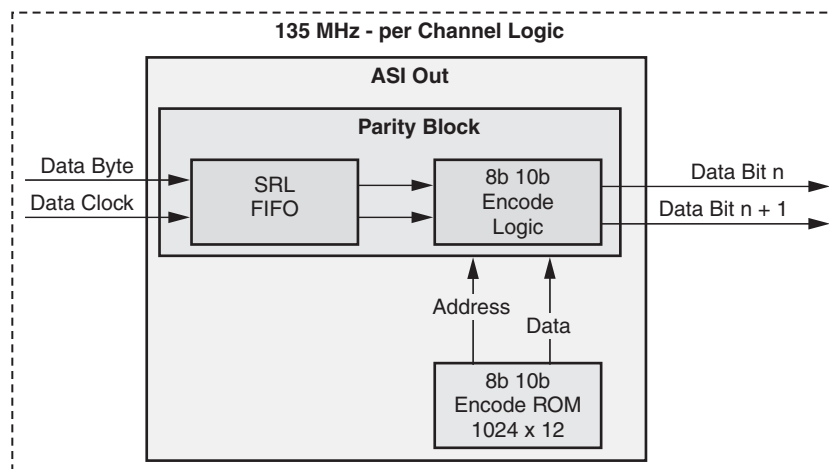 135 MHz - per Channel Logic
ASI Out
Parity Block
Data Byte
Data Clock
SRL
FIFO
8b 10b
Encode
Logic
Data Bit n
Data Bit n + 1
Address
Data
8b 10b
Encode ROM
1024 x 12